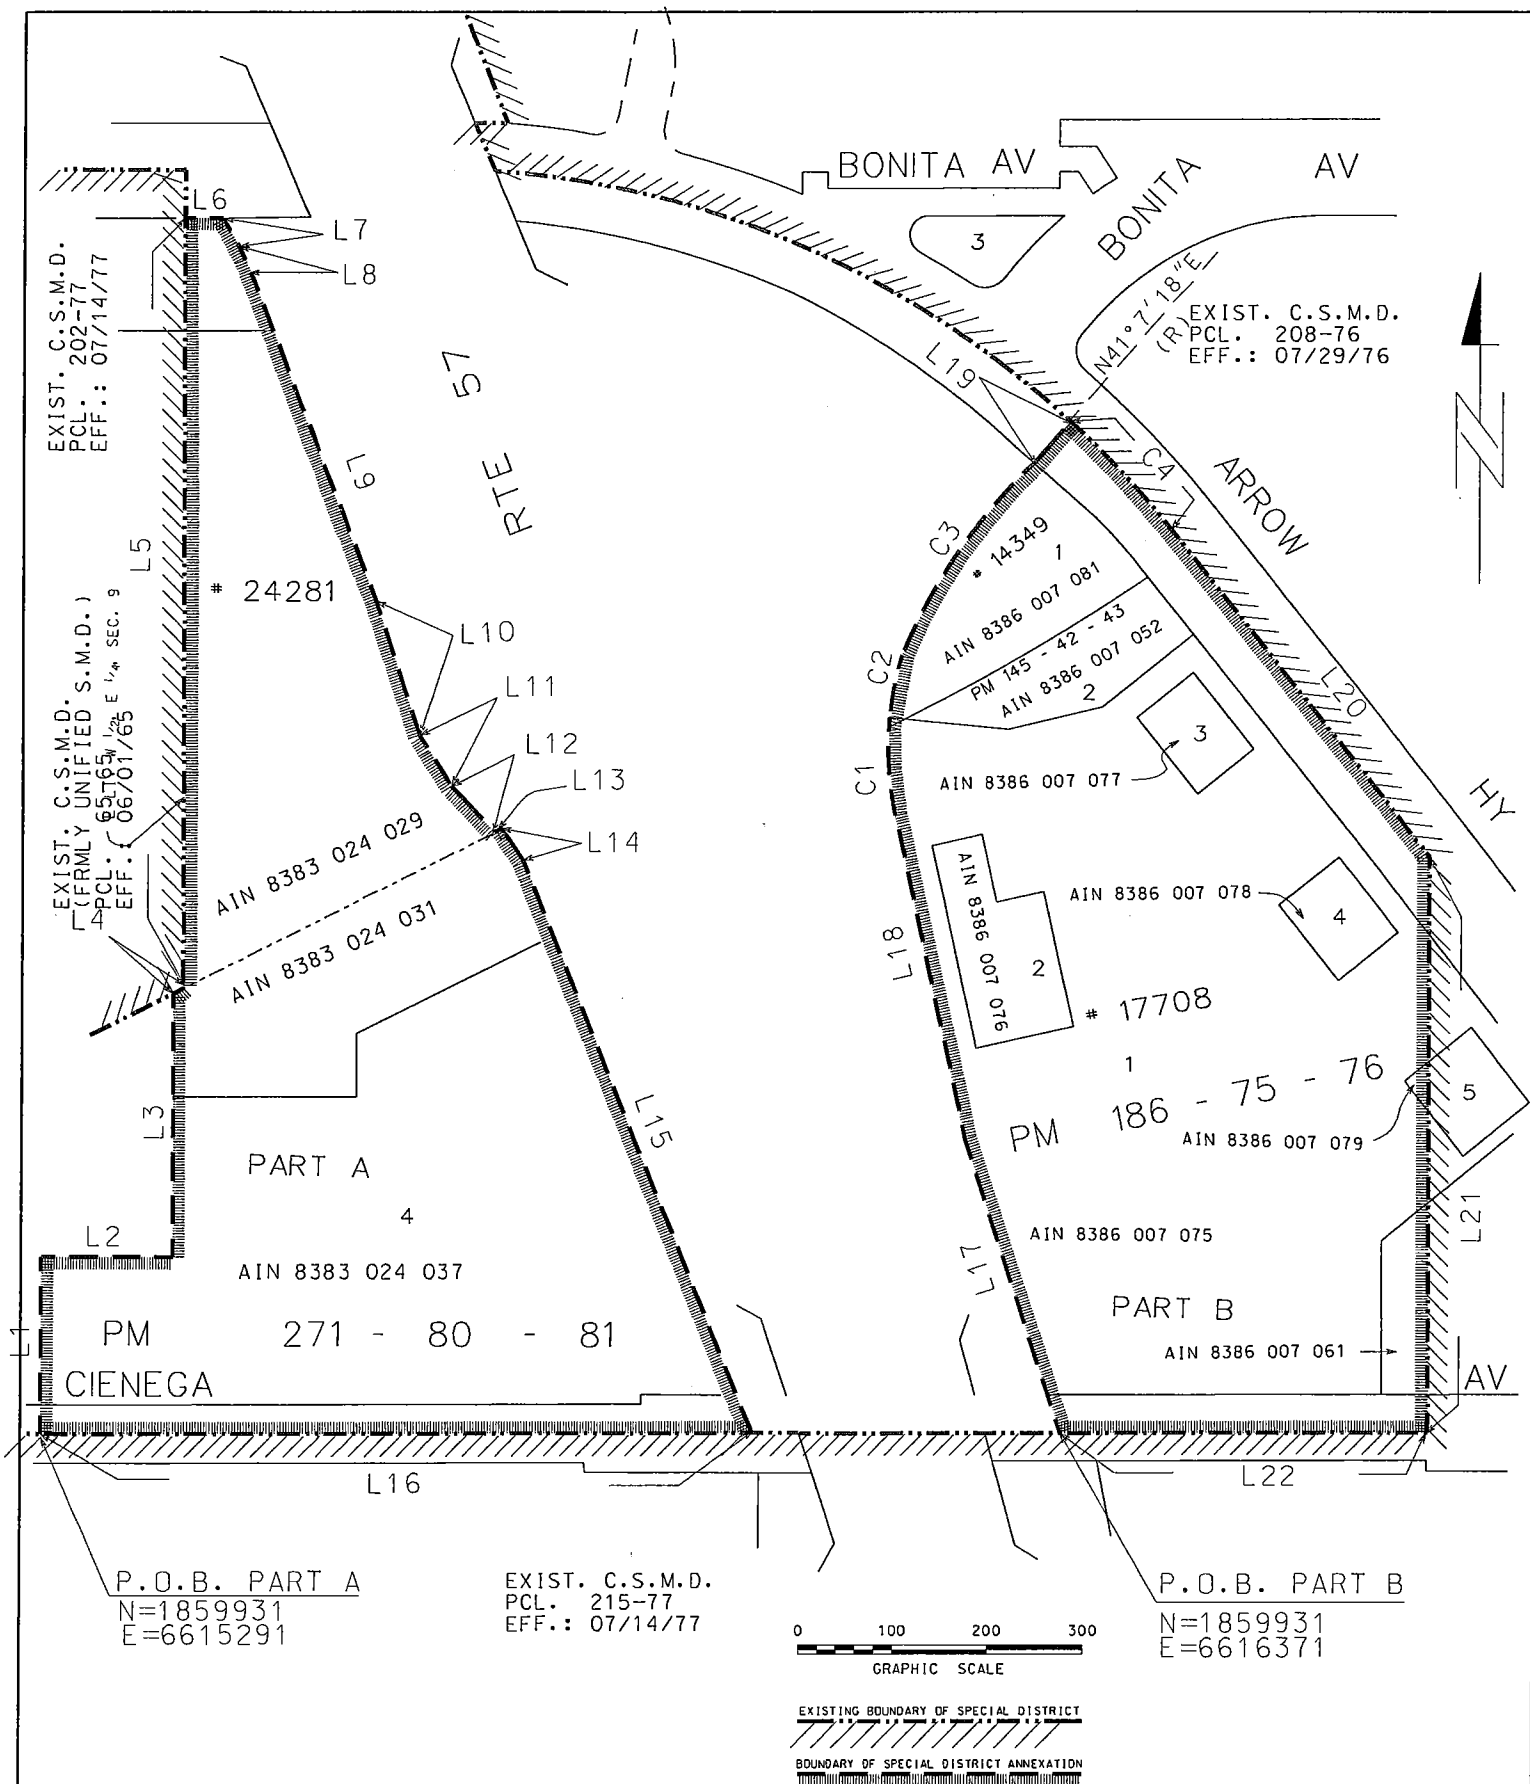 BONITA AV
BONITA
AV
3
L6
L7
L8
EXIST. C.S.M.D.
PCL. 202-77
EFF.: 07/14/77
N41°7'18"E
(R)
EXIST. C.S.M.D.
PCL. 208-76
EFF.: 07/29/76
L19
RTE 57
L9
C4
ARROW
N
L5
# 24281
C3
# 14349
1
AIN 8386 007 081
PM 145 - 42 - 43
AIN 8386 007 052
2
L10
C2
L11
L20
L12
L13
L14
EXIST. C.S.M.D.
(FRMLY UNIFIED S.M.D.)
PCL.: 65
EFF.: 06/01/65
E 1/4 SEC. 9
3
AIN 8386 007 077
C1
HY
AIN 8383 024 029
AIN 8383 024 031
L4
AIN 8386 007 076
2
AIN 8386 007 078
4
L18
# 17708
1
PM 186 - 75 - 76
5
AIN 8386 007 079
L3
L15
PART A
4
L2
AIN 8383 024 037
AIN 8386 007 075
L21
L17
PART B
L1
PM 271 - 80 - 81
AIN 8386 007 061
CIENEGA
AV
L16
L22
P.O.B. PART A
N=1859931
E=6615291
EXIST. C.S.M.D.
PCL. 215-77
EFF.: 07/14/77
P.O.B. PART B
N=1859931
E=6616371
0 100 200 300
GRAPHIC SCALE
EXISTING BOUNDARY OF SPECIAL DISTRICT
BOUNDARY OF SPECIAL DISTRICT ANNEXATION